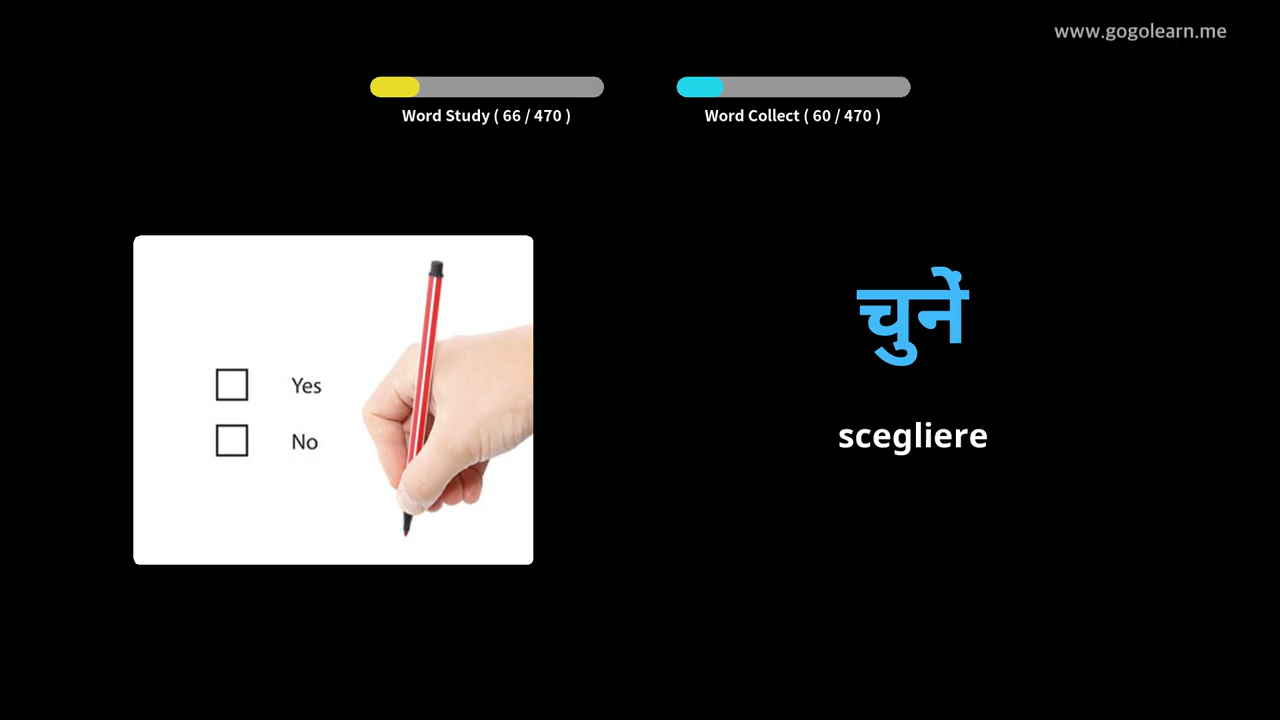 www.gogolearn.me
Word Study ( 66 / 470 )
Word Collect ( 60 / 470 )
Yes
No
चुनें
scegliere